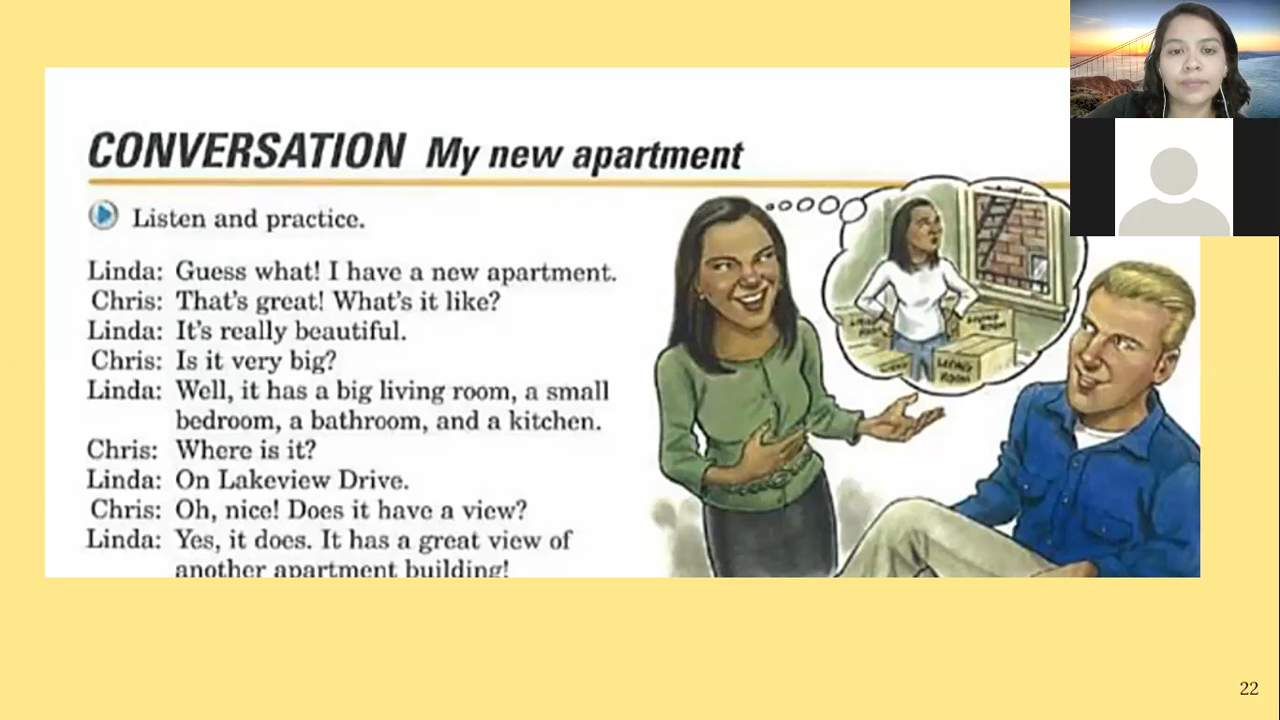 CONVERSATION My new apartment
Listen and practice.
Linda: Guess what! I have a new apartment.
Chris: That's great! What's it like?
Linda: It's really beautiful.
Chris: Is it very big?
Linda: Well, it has a big living room, a small
bedroom, a bathroom, and a kitchen.
Chris: Where is it?
Linda: On Lakeview Drive.
Chris: Oh, nice! Does it have a view?
Linda: Yes, it does. It has a great view of
another apartment building!
LIVING
ROOM
22